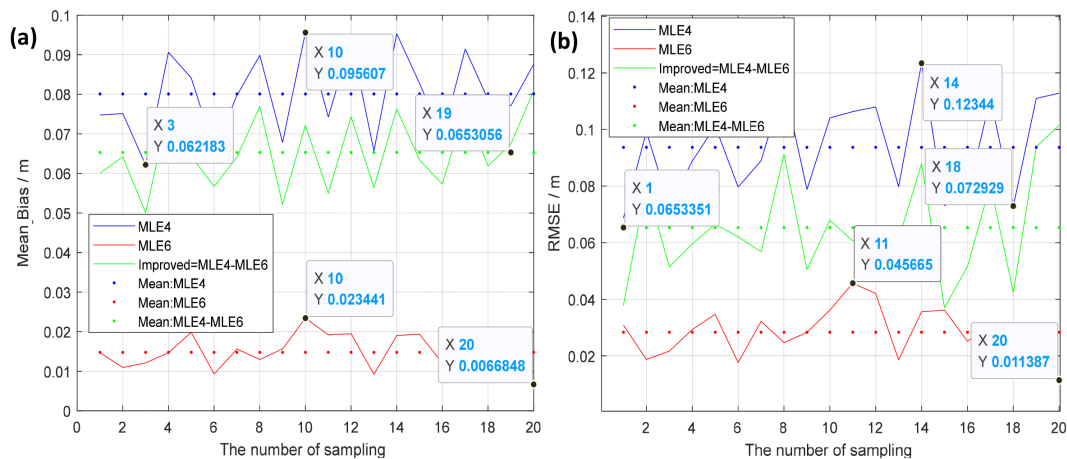 (a)
Mean_Bias / m
0.1
0.09
0.08
0.07
0.06
0.05
0.04
0.03
0.02
0.01
0
X 10
Y 0.095607
X 3
Y 0.062183
X 19
Y 0.0653056
MLE4
MLE6
Improved=MLE4-MLE6
Mean:MLE4
Mean:MLE6
Mean:MLE4-MLE6
X 10
Y 0.023441
X 20
Y 0.0066848
2 4 6 8 10 12 14 16 18 20
The number of sampling
(b)
RMSE / m
0.14
0.12
0.1
0.08
0.06
0.04
0.02
MLE4
MLE6
Improved=MLE4-MLE6
Mean:MLE4
Mean:MLE6
Mean:MLE4-MLE6
X 14
Y 0.12344
X 18
Y 0.072929
X 1
Y 0.0653351
X 11
Y 0.045665
X 20
Y 0.011387
2 4 6 8 10 12 14 16 18 20
The number of sampling